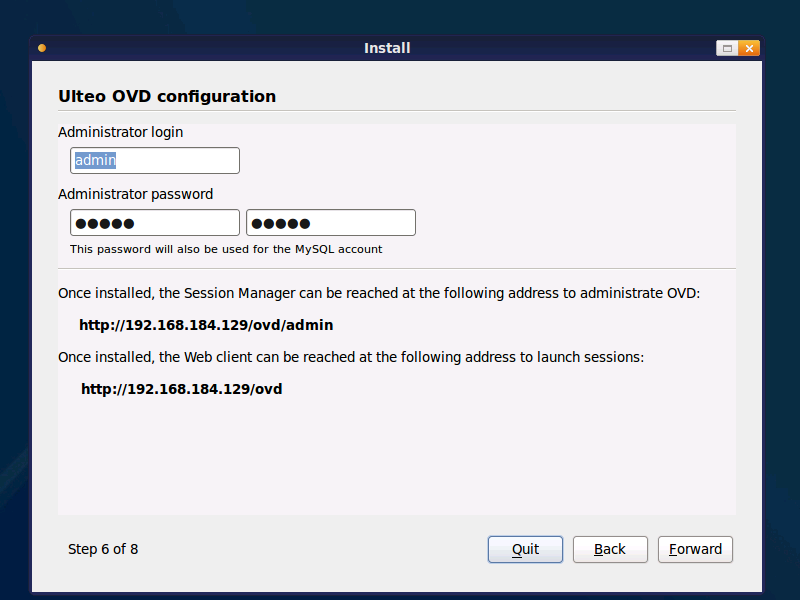 Install
Ulteo OVD configuration
Administrator login
admin
Administrator password
●●●●● ●●●●●
This password will also be used for the MySQL account
Once installed, the Session Manager can be reached at the following address to administrate OVD:
http://192.168.184.129/ovd/admin
Once installed, the Web client can be reached at the following address to launch sessions:
http://192.168.184.129/ovd
Step 6 of 8 Quit Back Forward